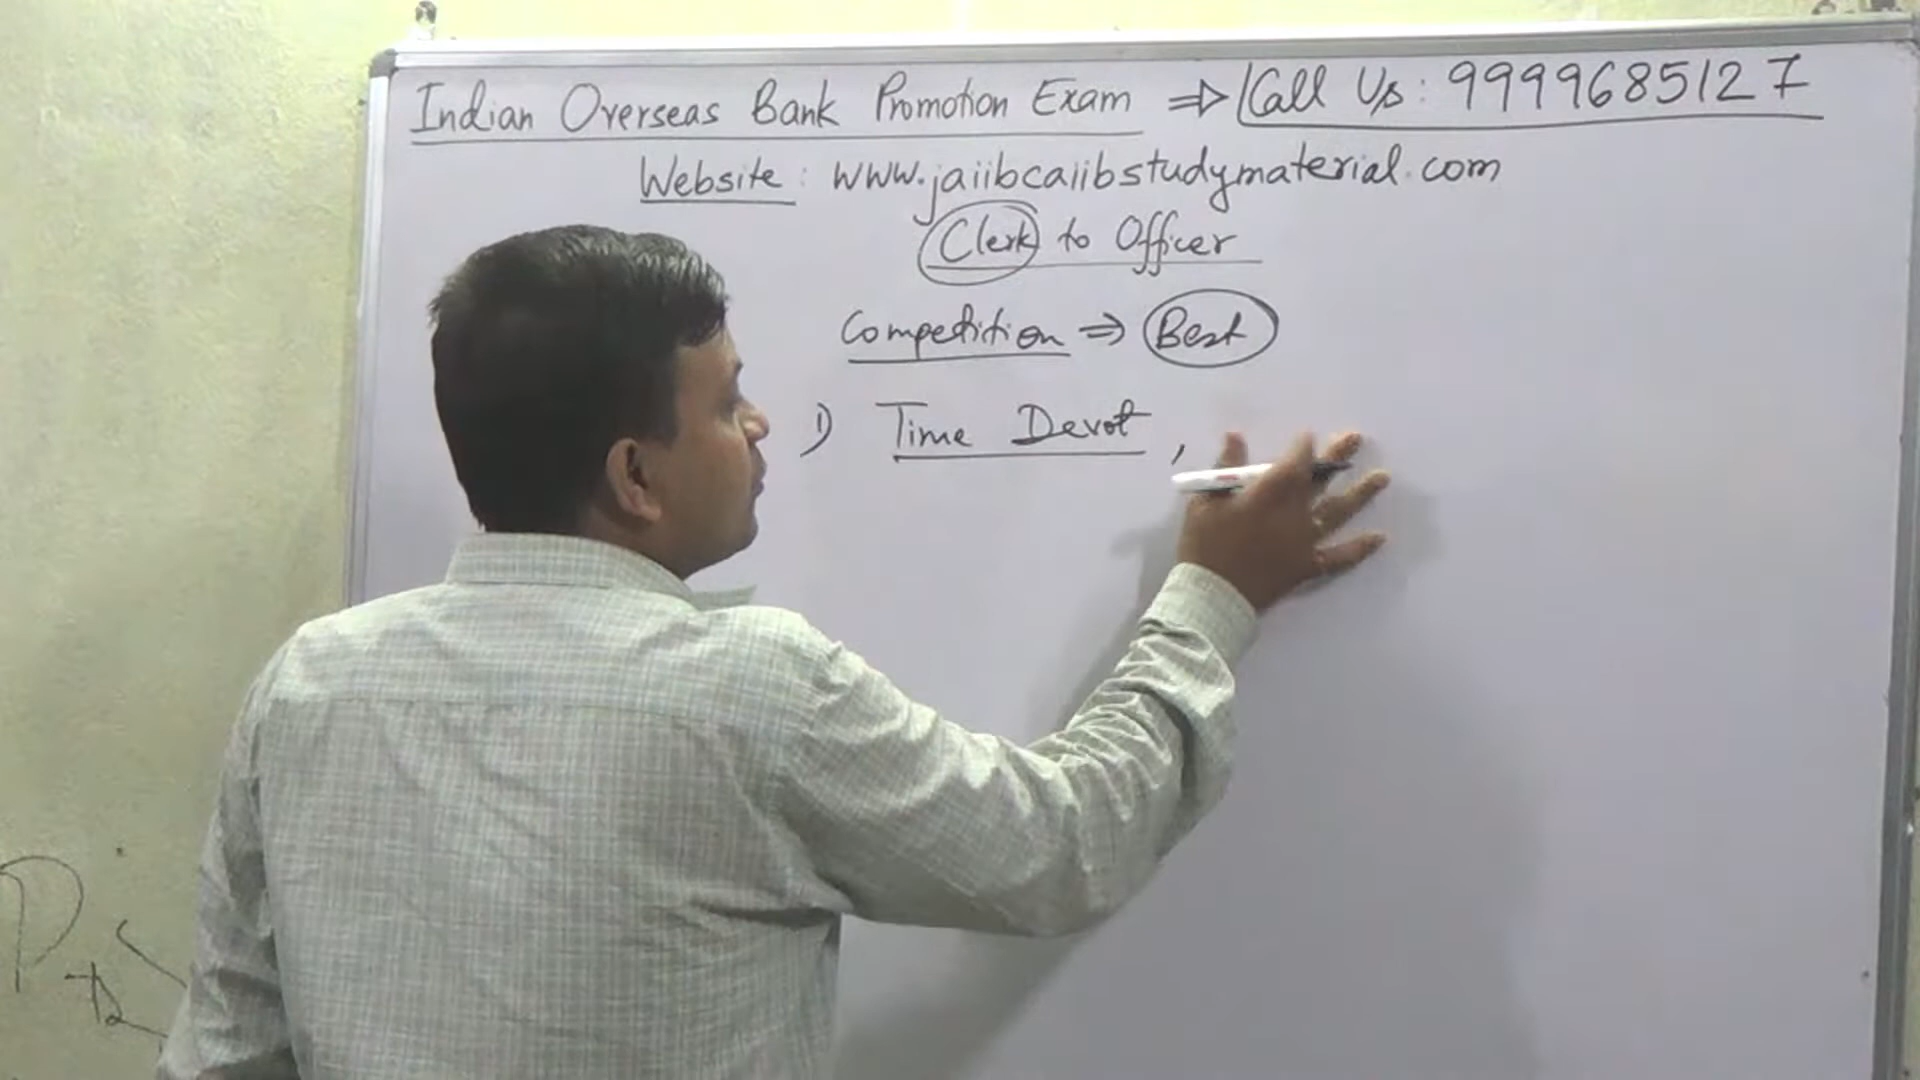 Indian Overseas Bank Promotion Exam ⇒ Call Us: 9999685127
Website: www.jaiibcaiibstudymaterial.com
Clerk to Officer
Competition ⇒ Best
1) Time Devot,